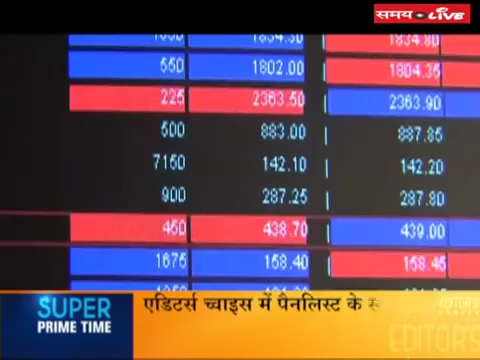 समय LIVE
550 1802.00 1804.35
225 2363.50 2363.90
500 883.00 887.85
7150 142.10 142.20
900 287.25 287.80
450 438.70 439.00
1675 158.40 158.45
SUPER एडिटर्स च्वाइस में पैनलिस्ट के
PRIME TIME EDITOR'S